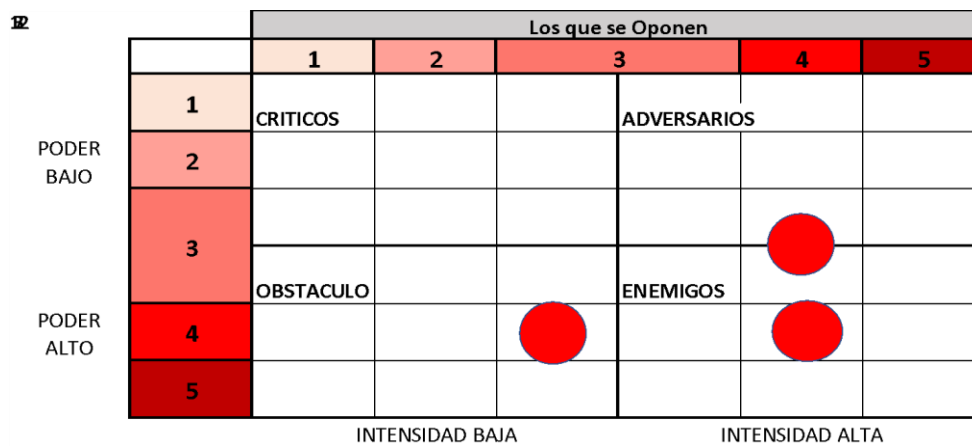 Los que se Oponen
1 2 3 4 5
1
CRITICOS ADVERSARIOS
PODER
BAJO
2
3
OBSTACULO ENEMIGOS
PODER
ALTO
4
5
INTENSIDAD BAJA INTENSIDAD ALTA